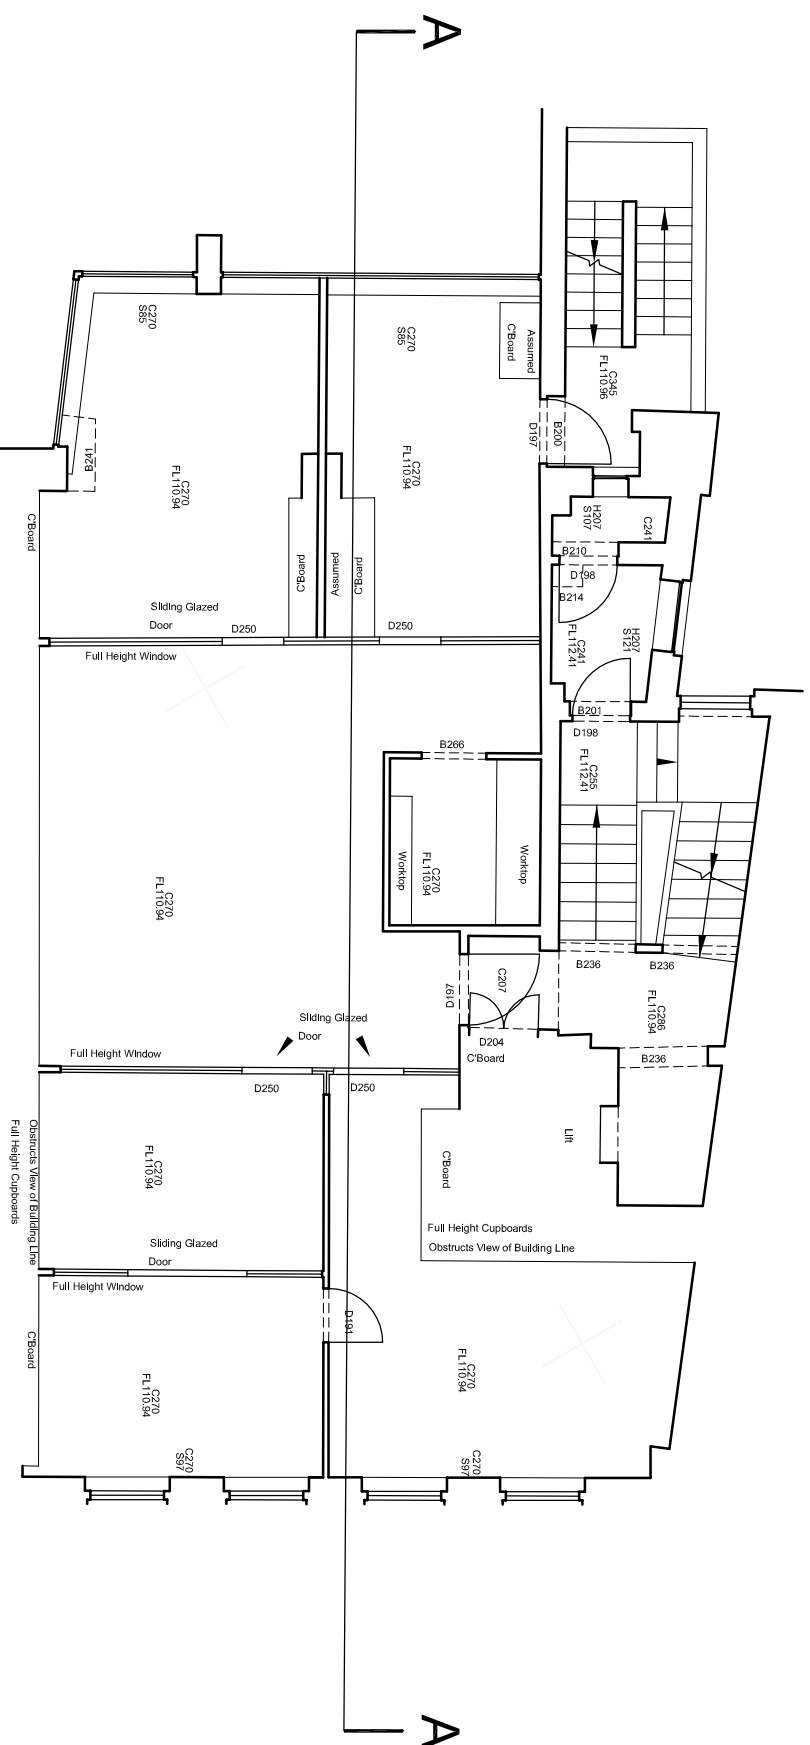 A
C270
S85
C270
S85
Assumed
C'Board
C345
FL110.96
D197
B200
B241
C270
FL110.94
C270
FL110.94
C'Board
H207
S107
C241
B210
D198
B214
C'Board
Assumed
C'Board
Sliding Glazed
Door
D250
D250
C241
FL112.41
H207
S121
Full Height Window
B201
D198
B266
C255
FL112.41
C270
FL110.94
Worktop
C270
FL110.94
Worktop
B236
B236
C207
D197
C286
FL110.94
Sliding Glazed
Door
D204
C'Board
B236
Full Height Window
D250
D250
Lift
Obstructs View of Building Line
Full Height Cupboards
C270
FL110.94
C'Board
Full Height Cupboards
Obstructs View of Building Line
Sliding Glazed
Door
Full Height Window
D191
C'Board
C270
FL110.94
C270
FL110.94
C270
S97
C270
S97
A